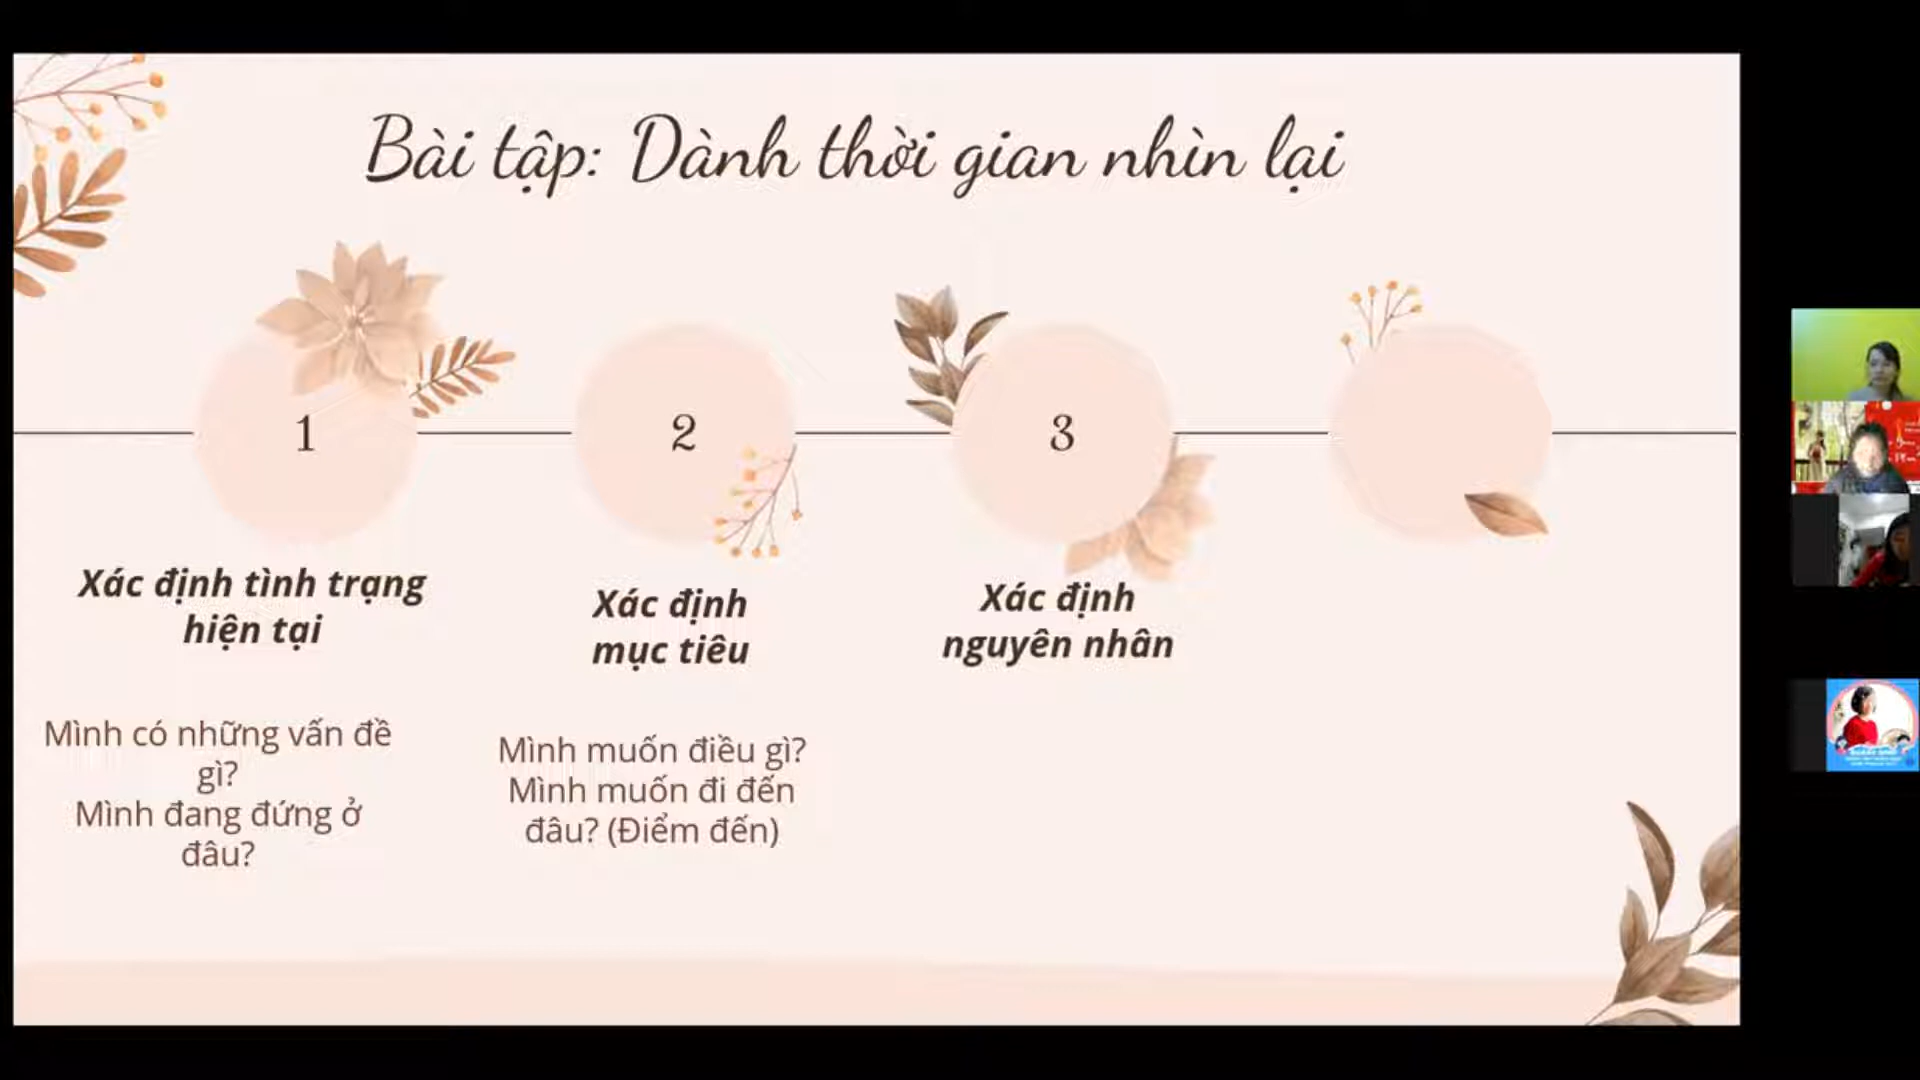 Bài tập: Dành thời gian nhìn lại
1
2
3
Xác định tình trạng
hiện tại
Xác định
mục tiêu
Xác định
nguyên nhân
Mình có những vấn đề
gì?
Mình đang đứng ở
đâu?
Mình muốn điều gì?
Mình muốn đi đến
đâu? (Điểm đến)